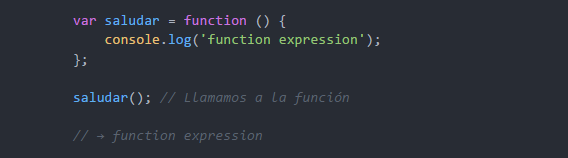 var saludar = function () {
    console.log('function expression');
};
saludar(); // Llamamos a la función
// → function expression